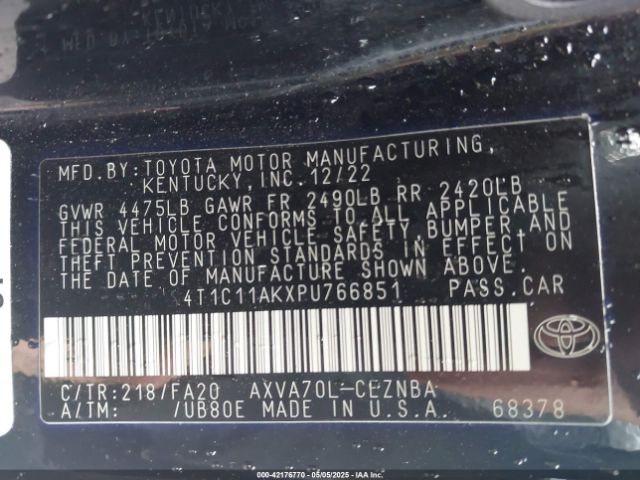 MFD.BY:TOYOTA MOTOR MANUFACTURING,
KENTUCKY,INC. 12/22
GVWR 4475LB GAWR FR 2490LB RR 2420LB
THIS VEHICLE CONFORMS TO ALL APPLICABLE
FEDERAL MOTOR VEHICLE SAFETY,BUMPER,AND
THEFT PREVENTION STANDARDS IN EFFECT ON
THE DATE OF MANUFACTURE SHOWN ABOVE.
4T1C11AKXPU766851 PASS.CAR
C/TR:218/FA20 AXVA70L-CEZNBA
A/TM: /UB80E MADE IN U.S.A. 68378
000-42176770 - 05/05/2025 - IAAI.COM